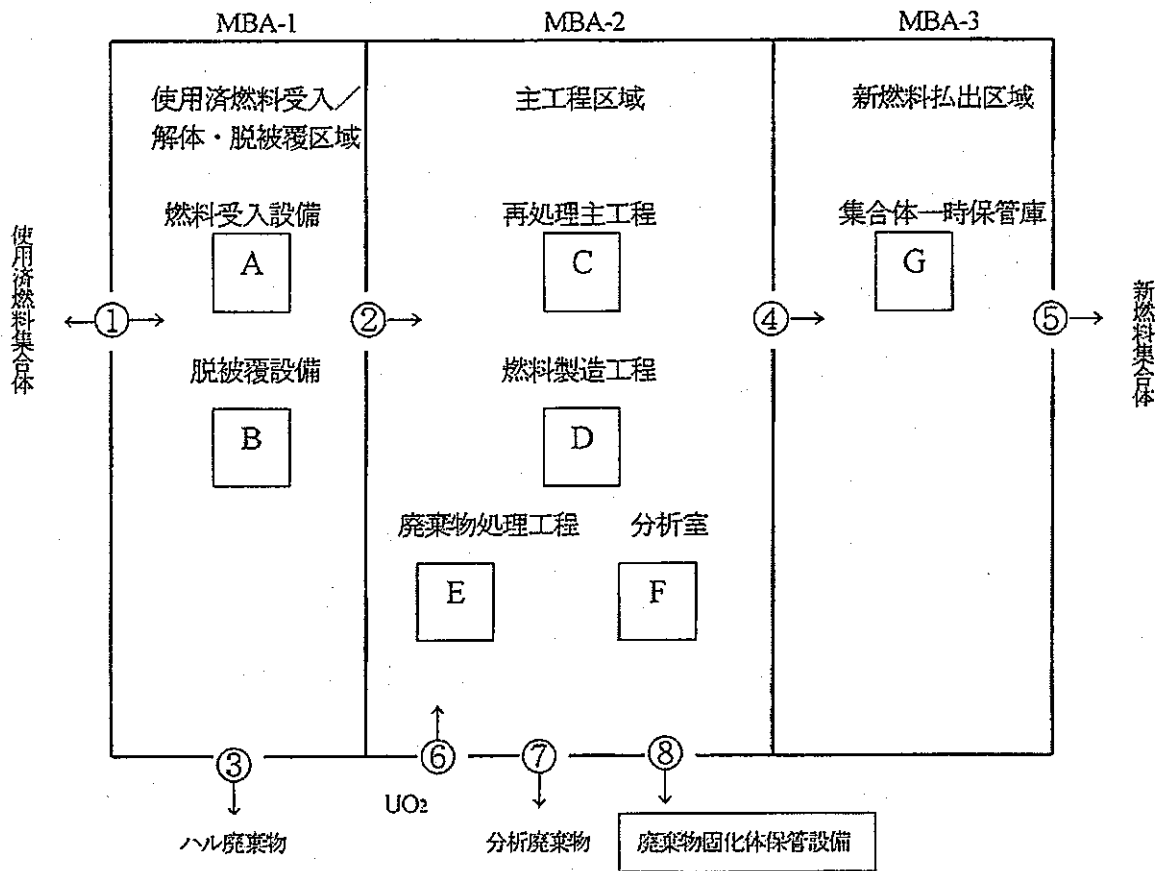 MBA-1
MBA-2
MBA-3
使用済燃料受入／
解体・脱被覆区域
主工程区域
新燃料払出区域
燃料受入設備
再処理主工程
集合体一時保管庫
A
C
G
使用済燃料集合体
①
②
④
⑤
新燃料集合体
脱被覆設備
燃料製造工程
B
D
廃棄物処理工程
分析室
E
F
③
⑥
⑦
⑧
UO₂
ハル廃棄物
分析廃棄物
廃棄物固化体保管設備